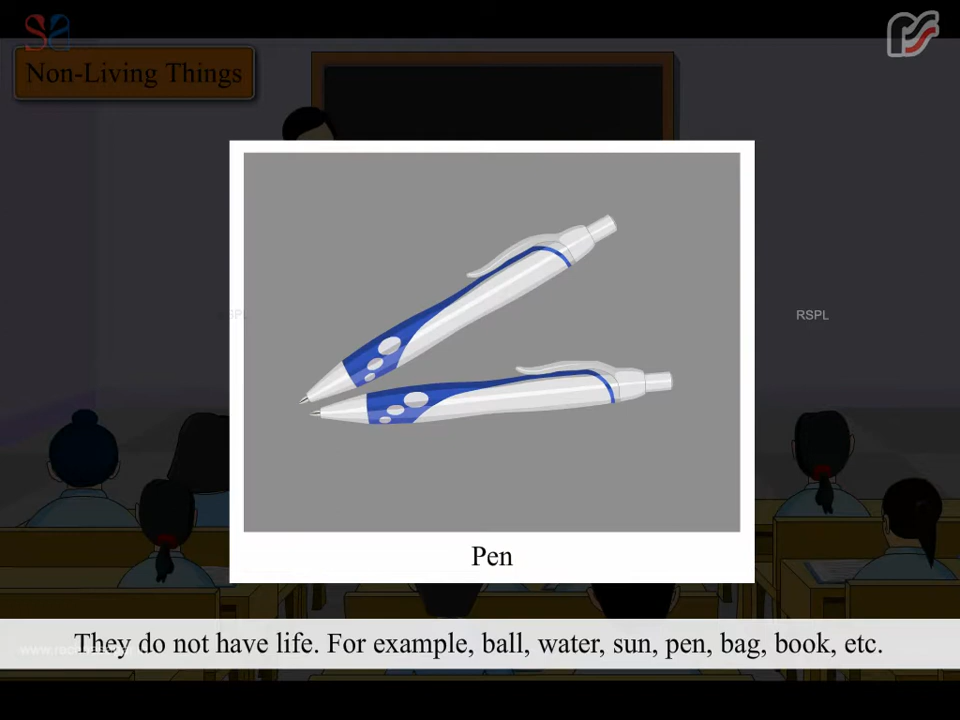 Non-Living Things
RSPL
Pen
They do not have life. For example, ball, water, sun, pen, bag, book, etc.